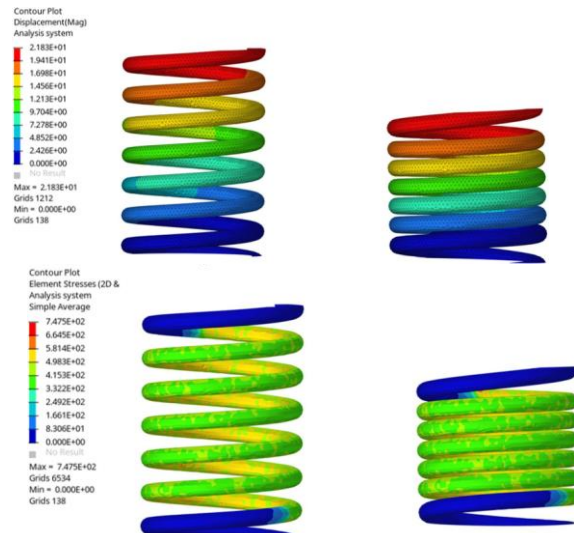 Contour Plot
Displacement(Mag)
Analysis system
2.183E+01
1.941E+01
1.698E+01
1.456E+01
1.213E+01
9.704E+00
7.278E+00
4.852E+00
2.426E+00
0.000E+00
No Result
Max = 2.183E+01
Grids 1212
Min = 0.000E+00
Grids 138
Contour Plot
Element Stresses (2D &
Analysis system
Simple Average
7.475E+02
6.645E+02
5.814E+02
4.983E+02
4.153E+02
3.322E+02
2.492E+02
1.661E+02
8.306E+01
0.000E+00
No Result
Max = 7.475E+02
Grids 6534
Min = 0.000E+00
Grids 138